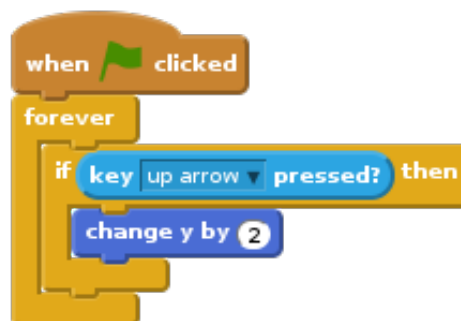 when clicked
forever
if key up arrow pressed? then
change y by 2